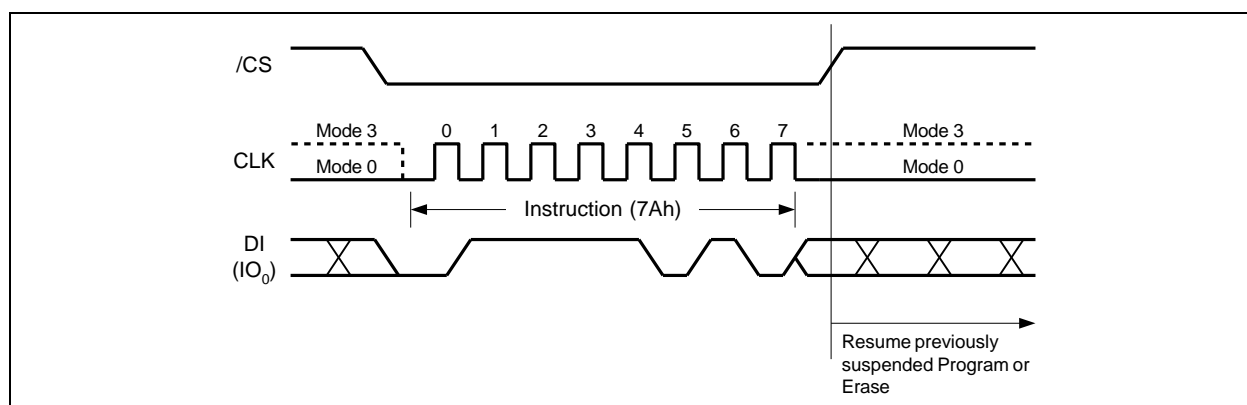 /CS
Mode 3 0 1 2 3 4 5 6 7 Mode 3
CLK
Mode 0 Mode 0
Instruction (7Ah)
DI
(IO0)
Resume previously
suspended Program or
Erase